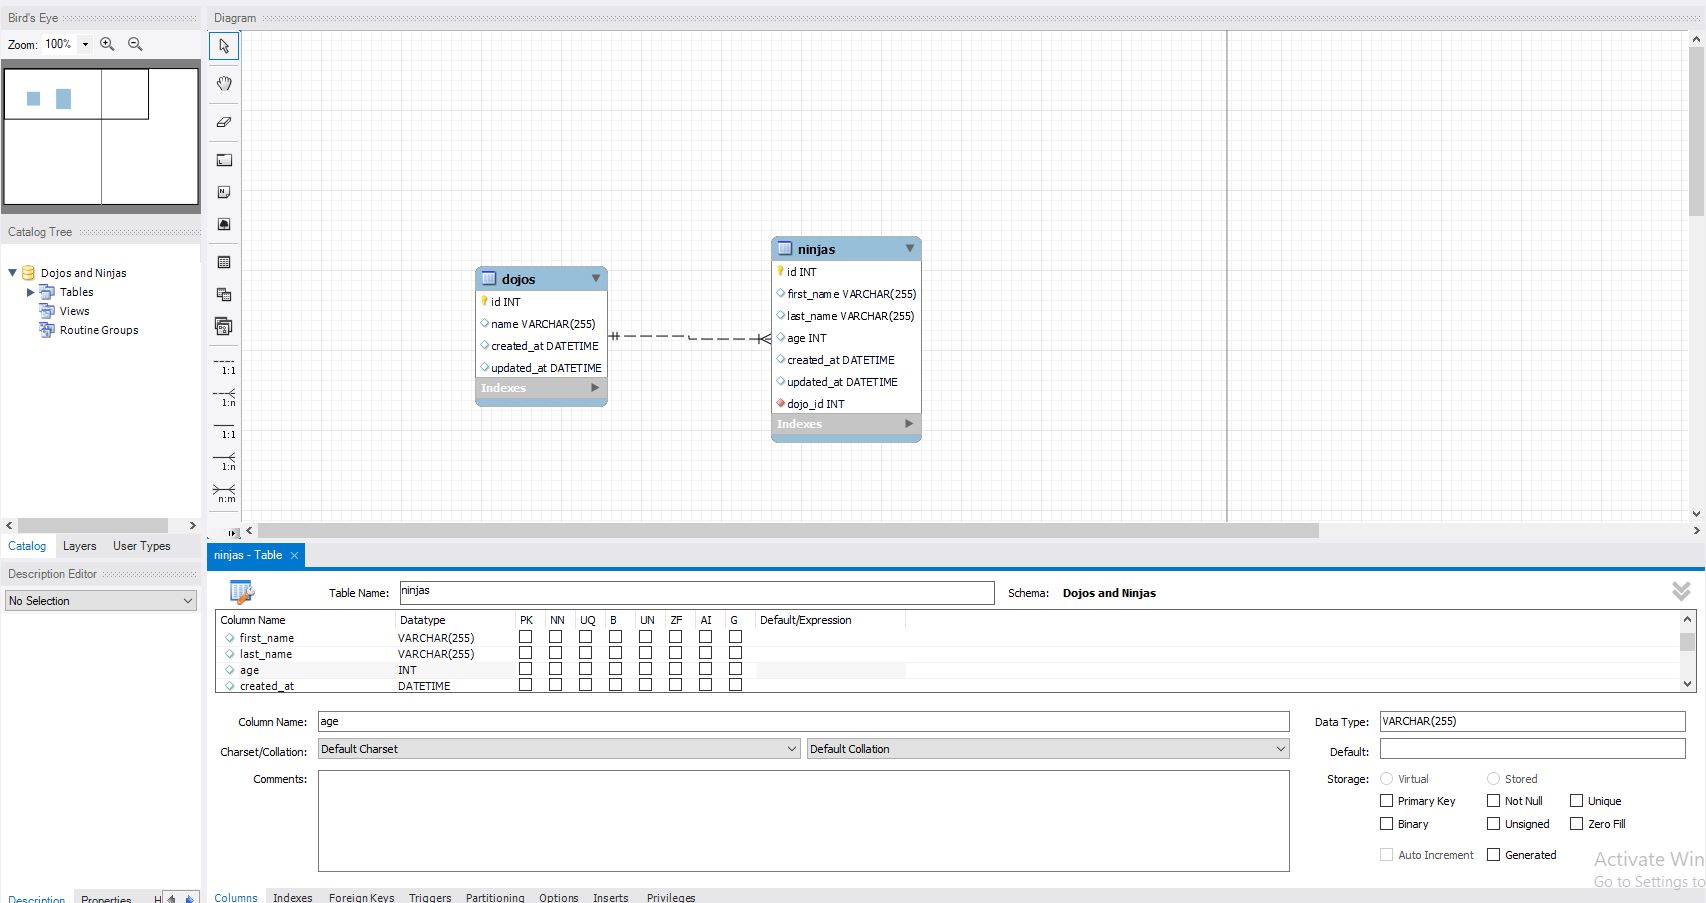 Bird's Eye
Zoom: 100%
Catalog Tree
Dojos and Ninjas
Tables
Views
Routine Groups
Catalog Layers User Types
Description Editor
No Selection
Description Properties H
Diagram
1:1
1:n
1:1
1:n
n:m
dojos
id INT
name VARCHAR(255)
created_at DATETIME
updated_at DATETIME
Indexes
ninjas
id INT
first_name VARCHAR(255)
last_name VARCHAR(255)
age INT
created_at DATETIME
updated_at DATETIME
dojo_id INT
Indexes
ninjas - Table
Table Name: ninjas Schema: Dojos and Ninjas
Column Name Datatype PK NN UQ B UN ZF AI G Default/Expression
first_name VARCHAR(255)
last_name VARCHAR(255)
age INT
created_at DATETIME
Column Name: age Data Type: VARCHAR(255)
Charset/Collation: Default Charset Default Collation Default:
Comments: Storage: Virtual Stored
Primary Key Not Null Unique
Binary Unsigned Zero Fill
Auto Increment Generated
Activate Win
Go to Settings to
Columns Indexes Foreign Keys Triggers Partitioning Options Inserts Privileges